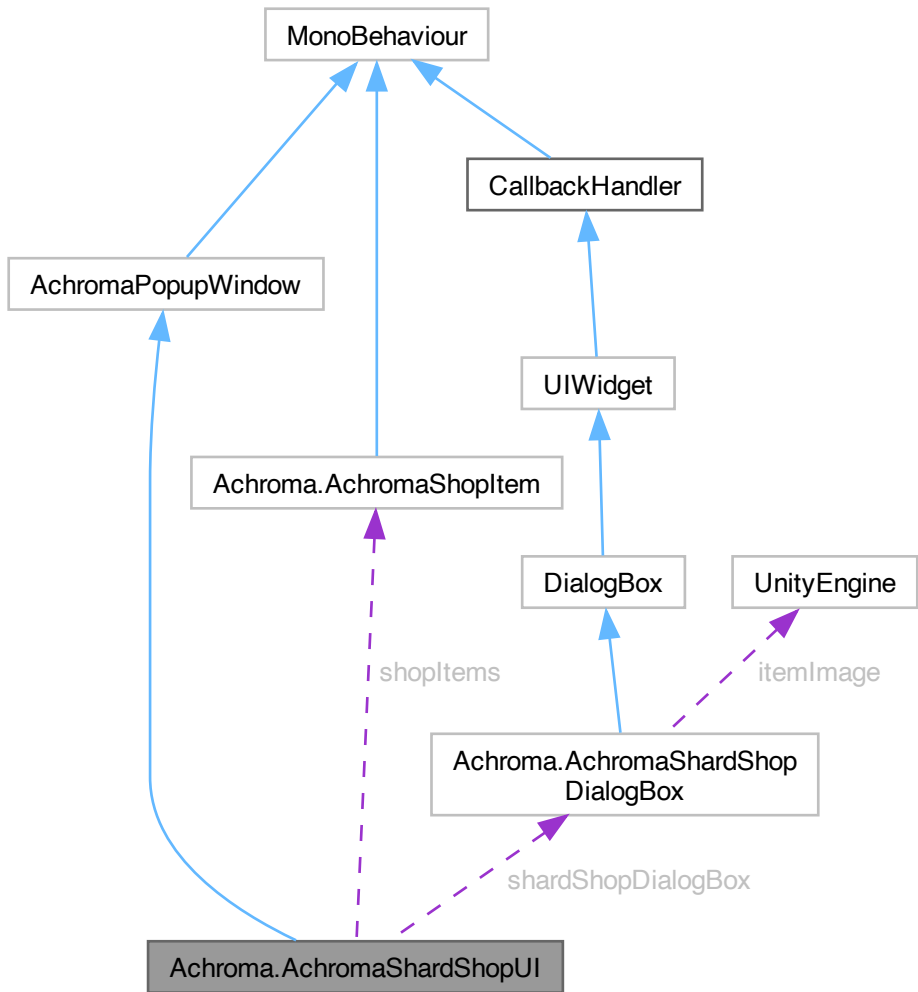 MonoBehaviour
CallbackHandler
AchromaPopupWindow
UIWidget
Achroma.AchromaShopItem
DialogBox
UnityEngine
shopItems
itemImage
Achroma.AchromaShardShop
DialogBox
shardShopDialogBox
Achroma.AchromaShardShopUI